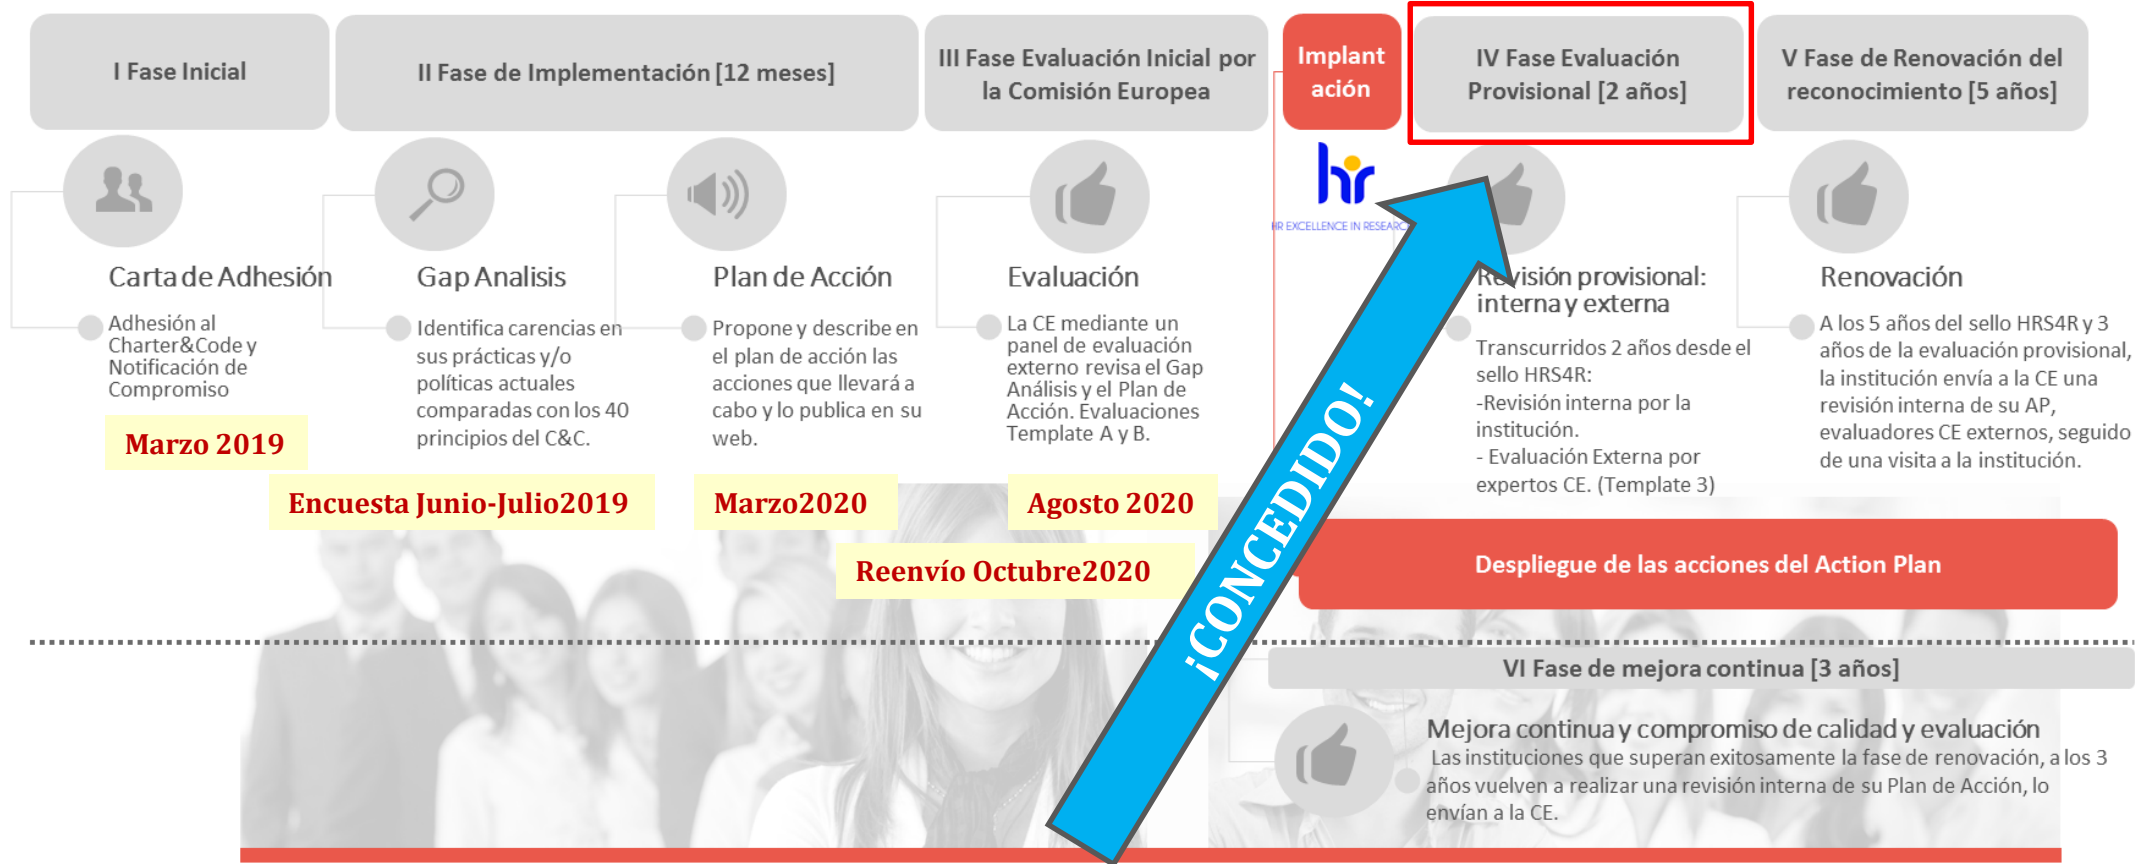 I Fase Inicial
II Fase de Implementación [12 meses]
III Fase Evaluación Inicial por
la Comisión Europea
Implant
ación
IV Fase Evaluación
Provisional [2 años]
V Fase de Renovación del
reconocimiento [5 años]
hr
HR EXCELLENCE IN RESEARC
Carta de Adhesión
Adhesión al
Charter&Code y
Notificación de
Compromiso
Marzo 2019
Gap Analisis
Identifica carencias en
sus prácticas y/o
políticas actuales
comparadas con los 40
principios del C&C.
Encuesta Junio-Julio2019
Plan de Acción
Propone y describe en
el plan de acción las
acciones que llevará a
cabo y lo publica en su
web.
Marzo2020
Evaluación
La CE mediante un
panel de evaluación
externo revisa el Gap
Análisis y el Plan de
Acción. Evaluaciones
Template A y B.
Agosto 2020
Reenvío Octubre2020
¡CONCEDIDO!
Revisión provisional:
interna y externa
Transcurridos 2 años desde el
sello HRS4R:
-Revisión interna por la
institución.
- Evaluación Externa por
expertos CE. (Template 3)
Renovación
A los 5 años del sello HRS4R y 3
años de la evaluación provisional,
la institución envía a la CE una
revisión interna de su AP,
evaluadores CE externos, seguido
de una visita a la institución.
Despliegue de las acciones del Action Plan
VI Fase de mejora continua [3 años]
Mejora continua y compromiso de calidad y evaluación
Las instituciones que superan exitosamente la fase de renovación, a los 3
años vuelven a realizar una revisión interna de su Plan de Acción, lo
envían a la CE.